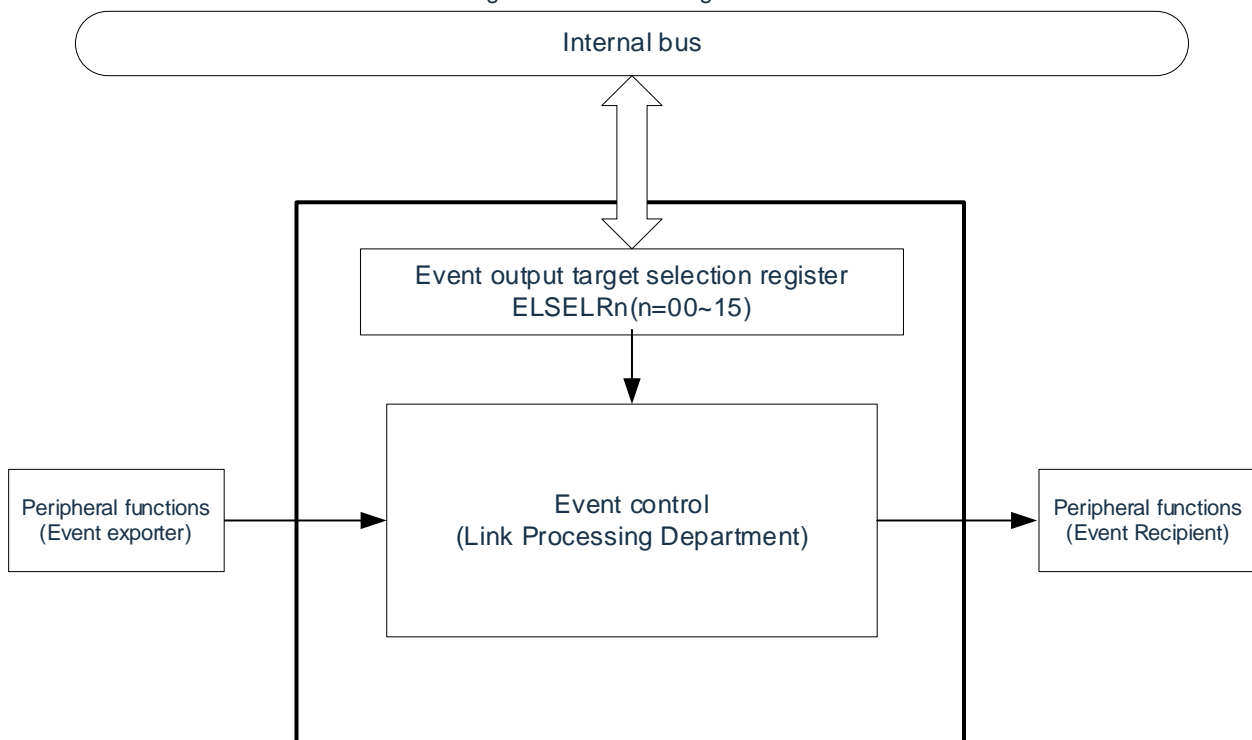 Internal bus
Event output target selection register
ELSELRn(n=00~15)
Peripheral functions
(Event exporter)
Event control
(Link Processing Department)
Peripheral functions
(Event Recipient)